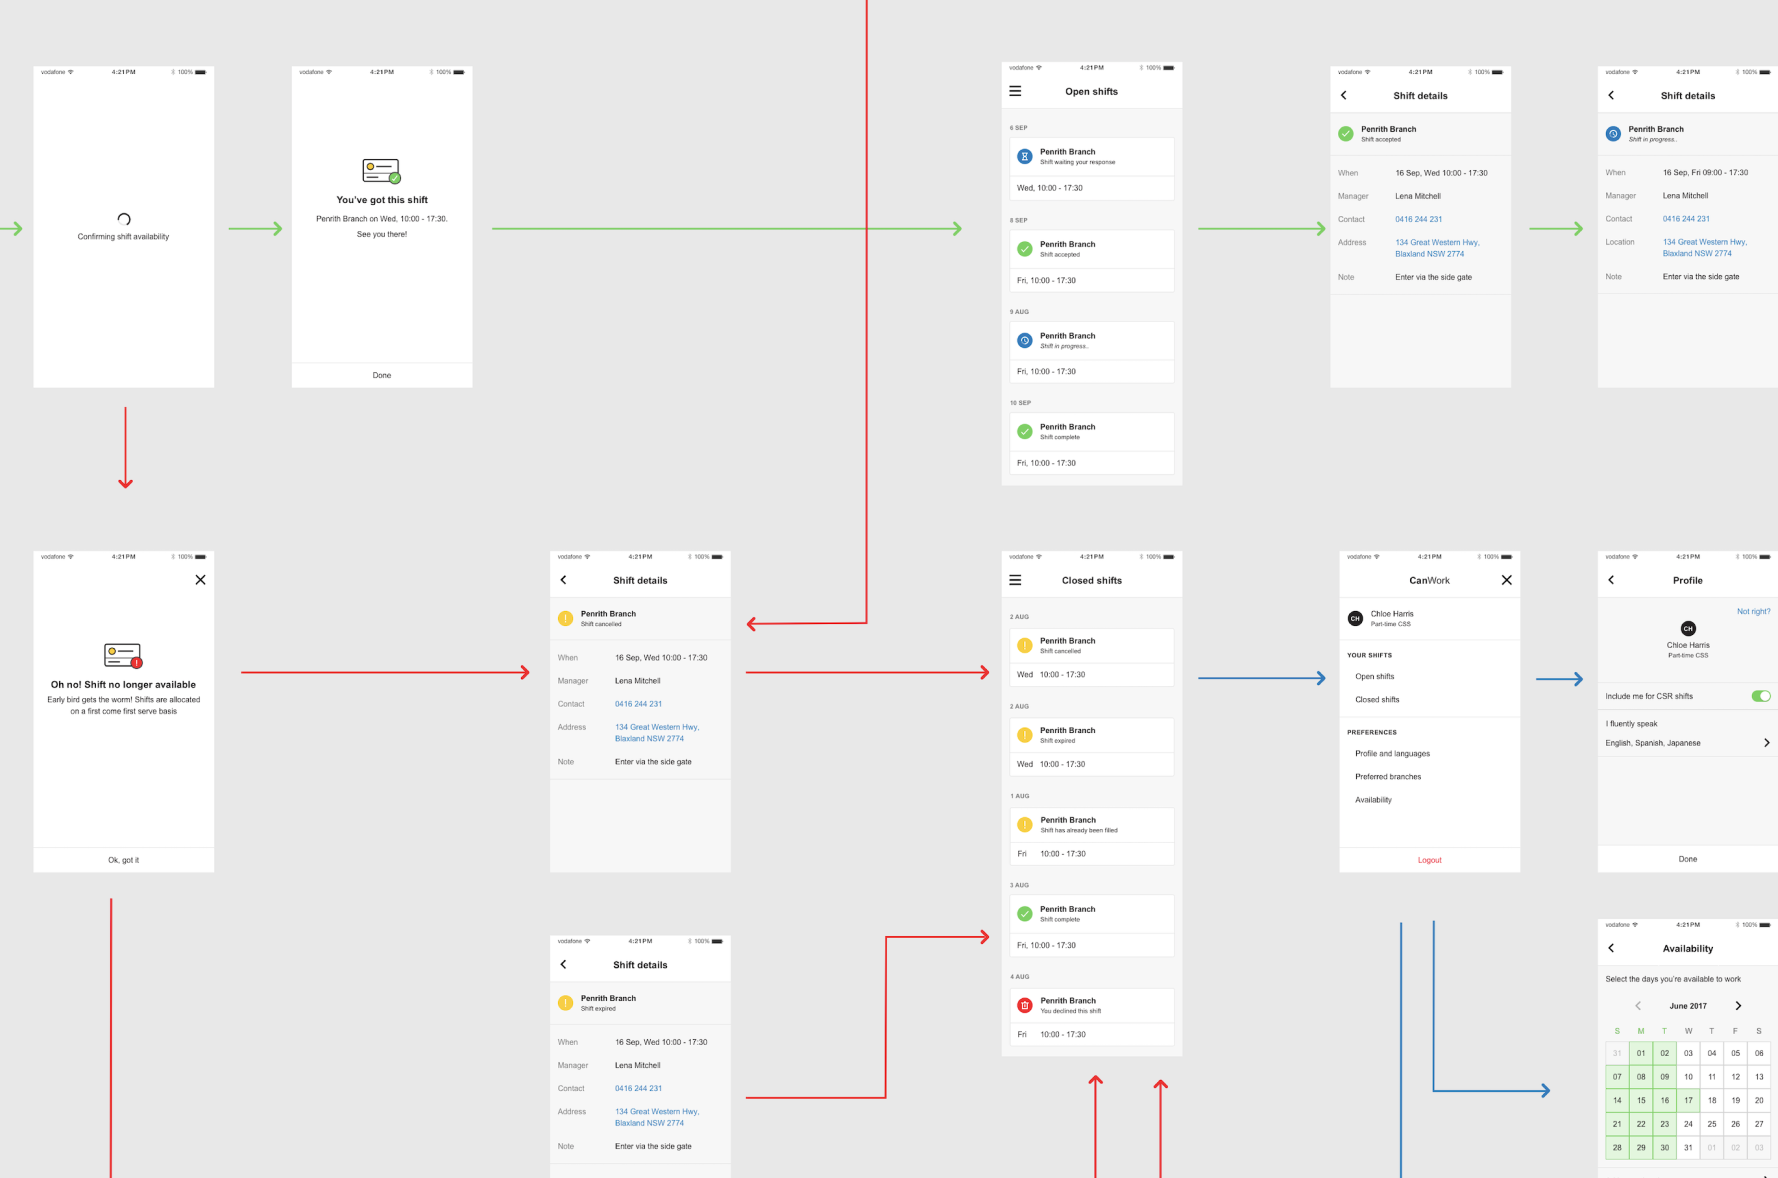 vodafone 4:21PM 100%
Confirming shift availability
vodafone 4:21PM 100%
You've got this shift
Penrith Branch on Wed, 10:00 - 17:30.
See you there!
Done
vodafone 4:21PM 100%
Open shifts
6 SEP
Penrith Branch
Shift waiting your response
Wed, 10:00 - 17:30
8 SEP
Penrith Branch
Shift accepted
Fri, 10:00 - 17:30
9 AUG
Penrith Branch
Shift in progress..
Fri, 10:00 - 17:30
10 SEP
Penrith Branch
Shift complete
Fri, 10:00 - 17:30
vodafone 4:21PM 100%
Shift details
Penrith Branch
Shift accepted
When 16 Sep, Wed 10:00 - 17:30
Manager Lena Mitchell
Contact 0416 244 231
Address 134 Great Western Hwy,
Blaxland NSW 2774
Note Enter via the side gate
vodafone 4:21PM 100%
Shift details
Penrith Branch
Shift in progress..
When 16 Sep, Fri 09:00 - 17:30
Manager Lena Mitchell
Contact 0416 244 231
Location 134 Great Western Hwy,
Blaxland NSW 2774
Note Enter via the side gate
vodafone 4:21PM 100%
Oh no! Shift no longer available
Early bird gets the worm! Shifts are allocated
on a first come first serve basis
Ok, got it
vodafone 4:21PM 100%
Shift details
Penrith Branch
Shift cancelled
When 16 Sep, Wed 10:00 - 17:30
Manager Lena Mitchell
Contact 0416 244 231
Address 134 Great Western Hwy,
Blaxland NSW 2774
Note Enter via the side gate
vodafone 4:21PM 100%
Closed shifts
2 AUG
Penrith Branch
Shift cancelled
Wed 10:00 - 17:30
2 AUG
Penrith Branch
Shift expired
Wed 10:00 - 17:30
1 AUG
Penrith Branch
Shift has already been filled
Fri 10:00 - 17:30
3 AUG
Penrith Branch
Shift complete
Fri, 10:00 - 17:30
4 AUG
Penrith Branch
You declined this shift
Fri 10:00 - 17:30
vodafone 4:21PM 100%
CanWork
CH Chloe Harris
Part-time CSS
YOUR SHIFTS
Open shifts
Closed shifts
PREFERENCES
Profile and languages
Preferred branches
Availability
Logout
vodafone 4:21PM 100%
Profile
Not right?
CH
Chloe Harris
Part-time CSS
Include me for CSR shifts
I fluently speak
English, Spanish, Japanese
Done
vodafone 4:21PM 100%
Shift details
Penrith Branch
Shift expired
When 16 Sep, Wed 10:00 - 17:30
Manager Lena Mitchell
Contact 0416 244 231
Address 134 Great Western Hwy,
Blaxland NSW 2774
Note Enter via the side gate
vodafone 4:21PM 100%
Availability
Select the days you're available to work
June 2017
S M T W T F S
31 01 02 03 04 05 06
07 08 09 10 11 12 13
14 15 16 17 18 19 20
21 22 23 24 25 26 27
28 29 30 31 01 02 03